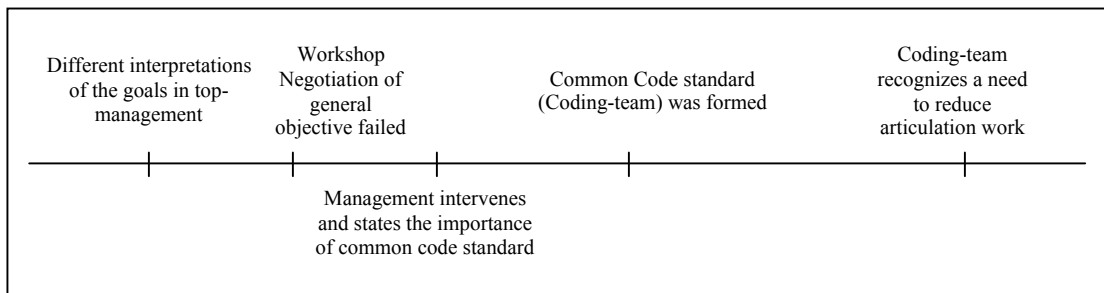 Different interpretations
of the goals in top-
management
Workshop
Negotiation of
general
objective failed
Management intervenes
and states the importance
of common code standard
Common Code standard
(Coding-team) was formed
Coding-team
recognizes a need
to reduce
articulation work